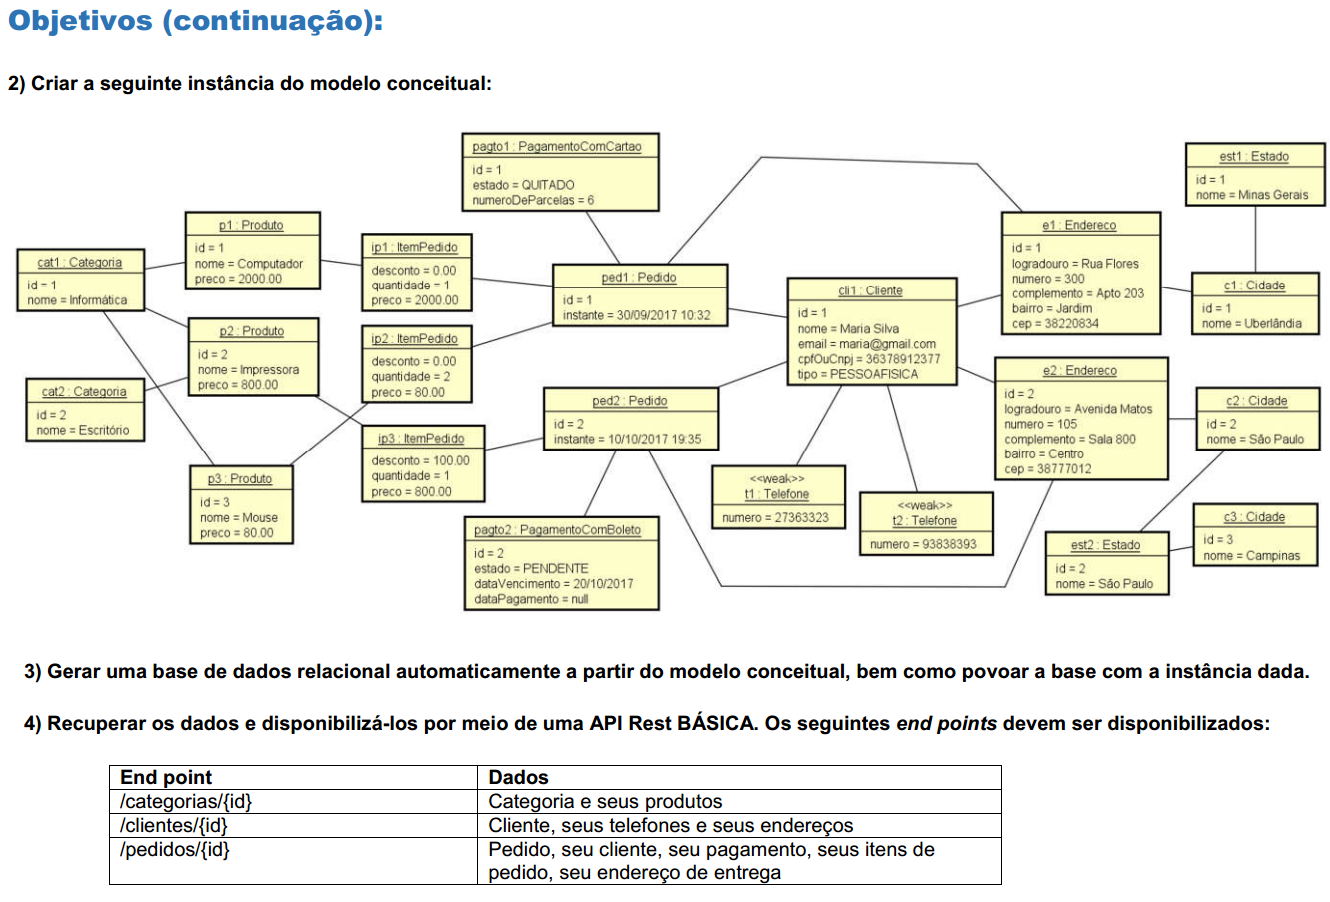 Objetivos (continuação):
2) Criar a seguinte instância do modelo conceitual:
pagto1 : PagamentoComCartao
id = 1
estado = QUITADO
numeroDeParcelas = 6
est1 : Estado
id = 1
nome = Minas Gerais
p1 : Produto
id = 1
nome = Computador
preco = 2000.00
ip1 : ItemPedido
desconto = 0.00
quantidade = 1
preco = 2000.00
e1 : Endereco
id = 1
logradouro = Rua Flores
numero = 300
complemento = Apto 203
bairro = Jardim
cep = 38220834
cat1 : Categoria
id = 1
nome = Informática
ped1 : Pedido
id = 1
instante = 30/09/2017 10:32
cli1 : Cliente
id = 1
nome = Maria Silva
email = maria@gmail.com
cpfOuCnpj = 36378912377
tipo = PESSOAFISICA
c1 : Cidade
id = 1
nome = Uberlândia
p2 : Produto
id = 2
nome = Impressora
preco = 800.00
ip2 : ItemPedido
desconto = 0.00
quantidade = 2
preco = 80.00
e2 : Endereco
id = 2
logradouro = Avenida Matos
numero = 105
complemento = Sala 800
bairro = Centro
cep = 38777012
cat2 : Categoria
id = 2
nome = Escritório
ped2 : Pedido
id = 2
instante = 10/10/2017 19:35
c2 : Cidade
id = 2
nome = São Paulo
ip3 : ItemPedido
desconto = 100.00
quantidade = 1
preco = 800.00
p3 : Produto
id = 3
nome = Mouse
preco = 80.00
<<weak>>
t1 : Telefone
numero = 27363323
<<weak>>
t2 : Telefone
numero = 93838393
c3 : Cidade
id = 3
nome = Campinas
pagto2 : PagamentoComBoleto
id = 2
estado = PENDENTE
dataVencimento = 20/10/2017
dataPagamento = null
est2 : Estado
id = 2
nome = São Paulo
3) Gerar uma base de dados relacional automaticamente a partir do modelo conceitual, bem como povoar a base com a instância dada.
4) Recuperar os dados e disponibilizá-los por meio de uma API Rest BÁSICA. Os seguintes end points devem ser disponibilizados:
End point Dados
/categorias/{id} Categoria e seus produtos
/clientes/{id} Cliente, seus telefones e seus endereços
/pedidos/{id} Pedido, seu cliente, seu pagamento, seus itens de
pedido, seu endereço de entrega